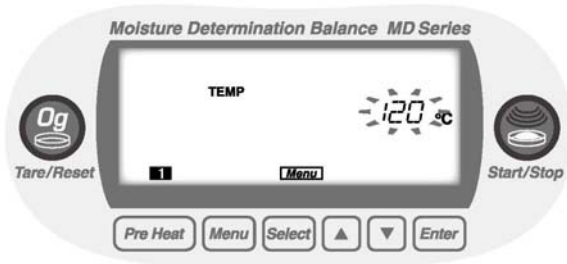 Moisture Determination Balance MD Series
TEMP
120 °C
0g
Tare/Reset
Start/Stop
1
Menu
Pre Heat Menu Select ▲ ▼ Enter